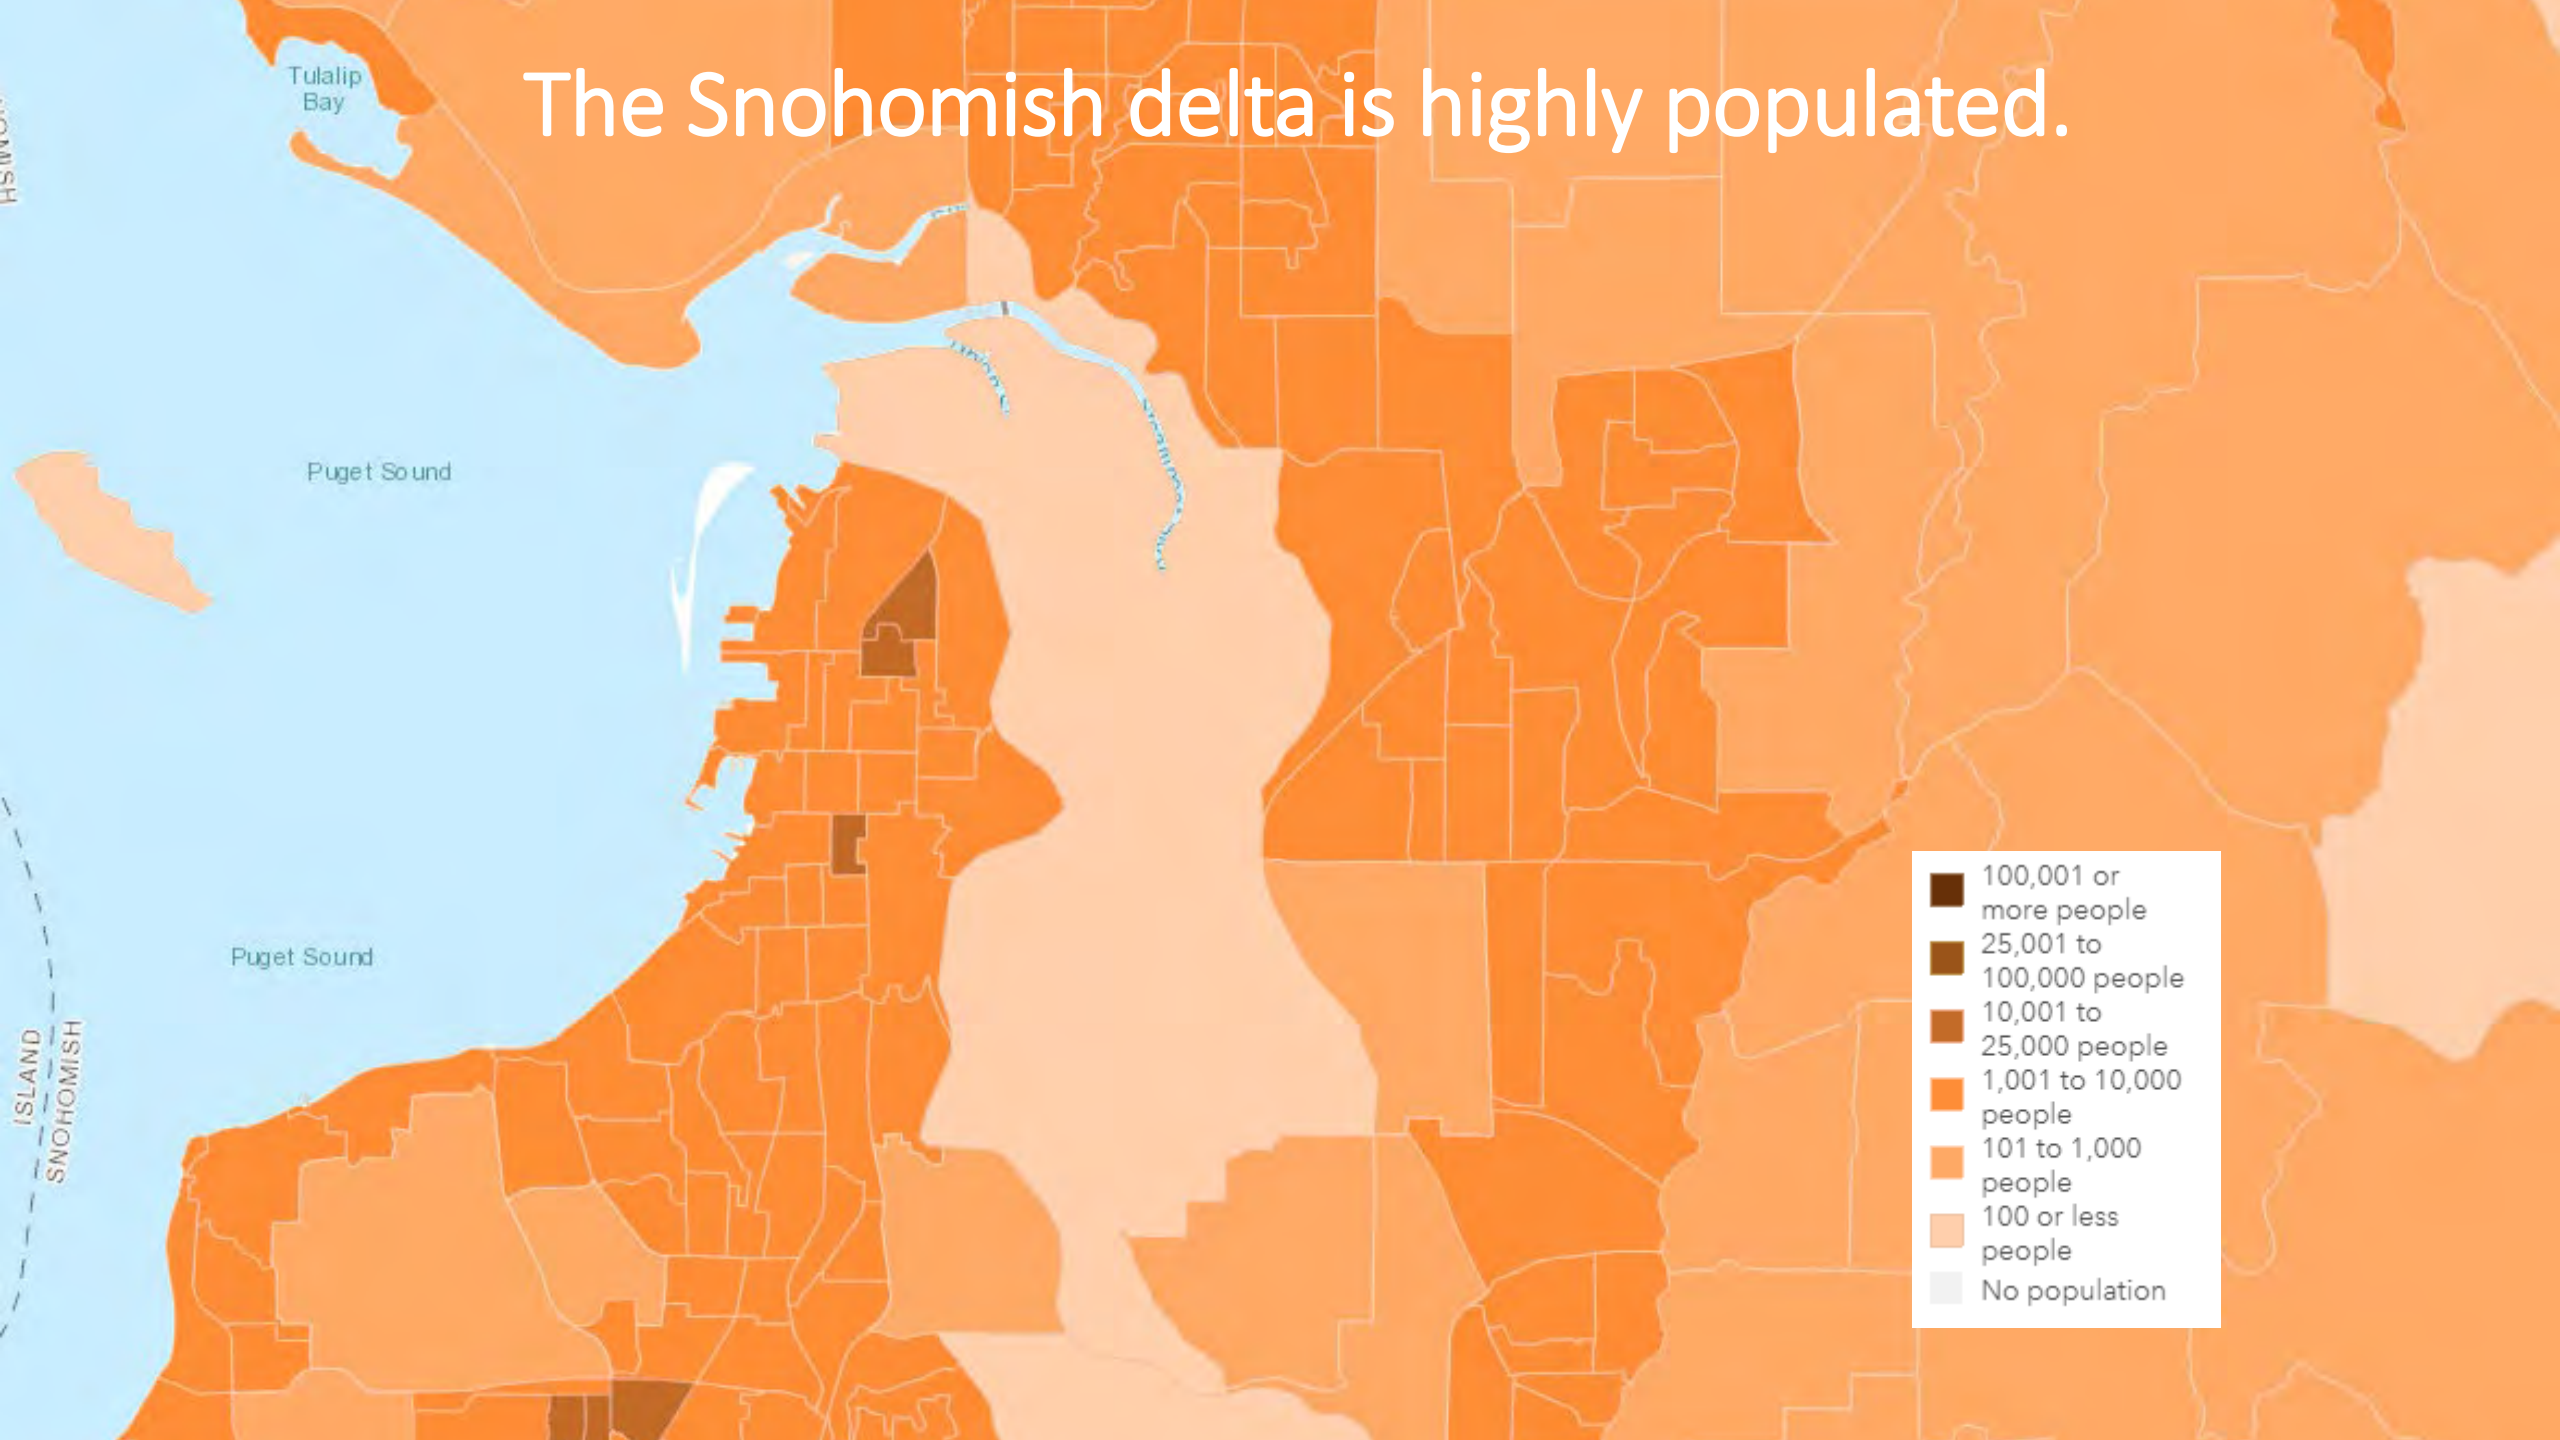 The Snohomish delta is highly populated.
Tulalip
Bay
Puget Sound
Puget Sound
ISLAND
SNOHOMISH
100,001 or
more people
25,001 to
100,000 people
10,001 to
25,000 people
1,001 to 10,000
people
101 to 1,000
people
100 or less
people
No population